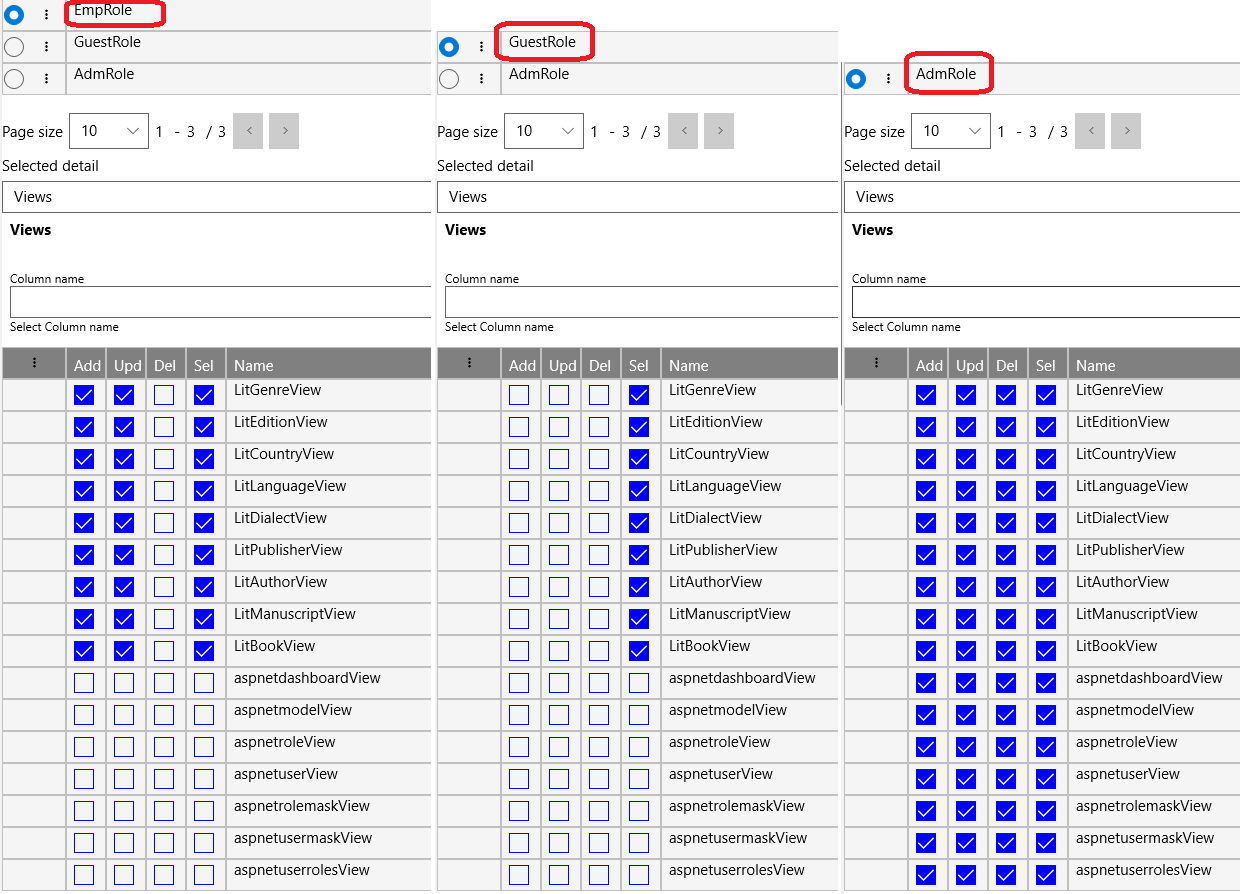 EmpRole
GuestRole
AdmRole
Page size 10 1 - 3 / 3
Selected detail
Views
Views
Column name
Select Column name
Add Upd Del Sel Name
LitGenreView
LitEditionView
LitCountryView
LitLanguageView
LitDialectView
LitPublisherView
LitAuthorView
LitManuscriptView
LitBookView
aspnetdashboardView
aspnetmodelView
aspnetroleView
aspnetuserView
aspnetrolemaskView
aspnetusermaskView
aspnetuserrolesView
GuestRole
AdmRole
Page size 10 1 - 3 / 3
Selected detail
Views
Views
Column name
Select Column name
Add Upd Del Sel Name
LitGenreView
LitEditionView
LitCountryView
LitLanguageView
LitDialectView
LitPublisherView
LitAuthorView
LitManuscriptView
LitBookView
aspnetdashboardView
aspnetmodelView
aspnetroleView
aspnetuserView
aspnetrolemaskView
aspnetusermaskView
aspnetuserrolesView
AdmRole
Page size 10 1 - 3 / 3
Selected detail
Views
Views
Column name
Select Column name
Add Upd Del Sel Name
LitGenreView
LitEditionView
LitCountryView
LitLanguageView
LitDialectView
LitPublisherView
LitAuthorView
LitManuscriptView
LitBookView
aspnetdashboardView
aspnetmodelView
aspnetroleView
aspnetuserView
aspnetrolemaskView
aspnetusermaskView
aspnetuserrolesView